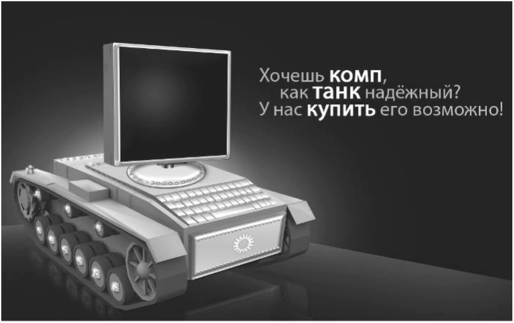 Хочешь комп,
как танк надёжный?
У нас купить его возможно!